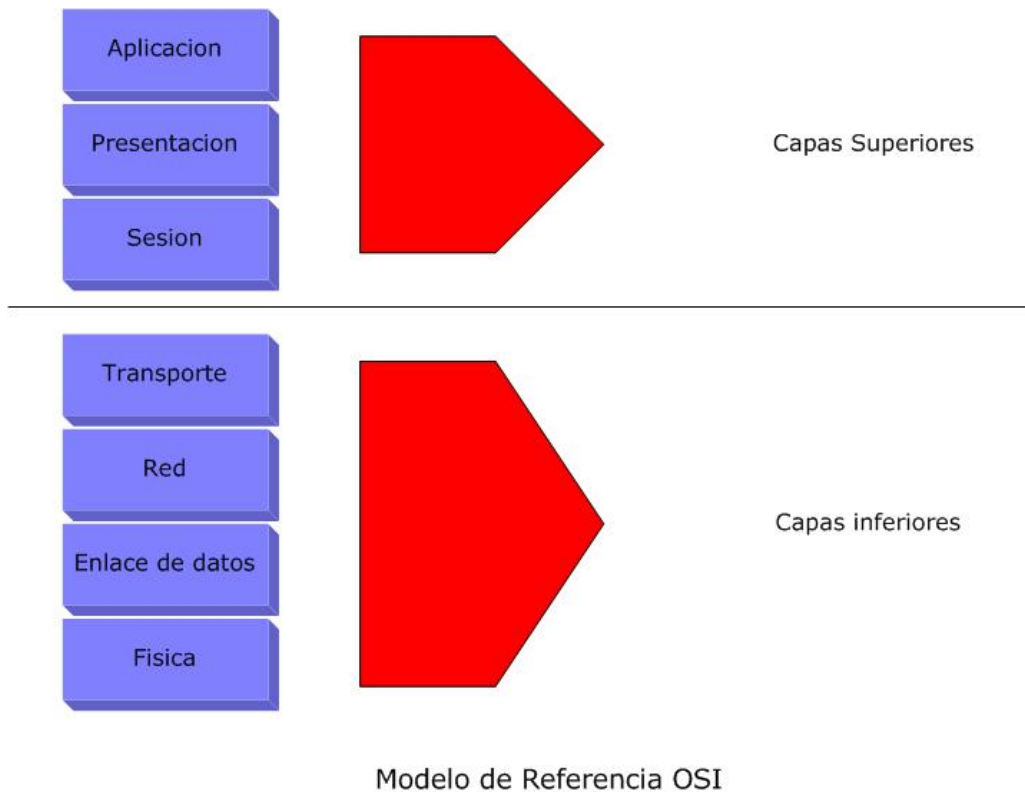 Aplicacion
Presentacion
Capas Superiores
Sesion
Transporte
Red
Enlace de datos
Capas inferiores
Fisica
Modelo de Referencia OSI